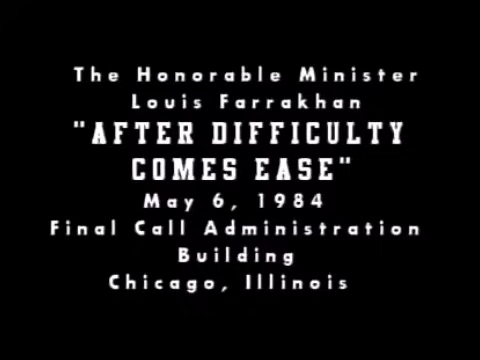 The Honorable Minister
Louis Farrakhan
"AFTER DIFFICULTY
COMES EASE"
May 6, 1984
Final Call Administration
Building
Chicago, Illinois